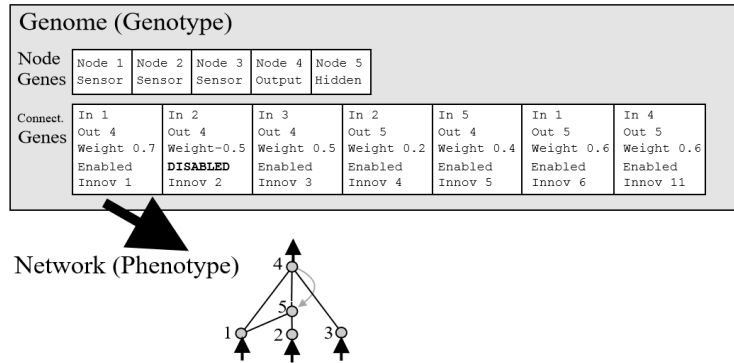 Genome (Genotype)
Node Genes
Node 1 Sensor
Node 2 Sensor
Node 3 Sensor
Node 4 Output
Node 5 Hidden
Connect. Genes
In 1
Out 4
Weight 0.7
Enabled
Innov 1
In 2
Out 4
Weight-0.5
DISABLED
Innov 2
In 3
Out 4
Weight 0.5
Enabled
Innov 3
In 2
Out 5
Weight 0.2
Enabled
Innov 4
In 5
Out 4
Weight 0.4
Enabled
Innov 5
In 1
Out 5
Weight 0.6
Enabled
Innov 6
In 4
Out 5
Weight 0.6
Enabled
Innov 11
Network (Phenotype)
4
5
1
2
3